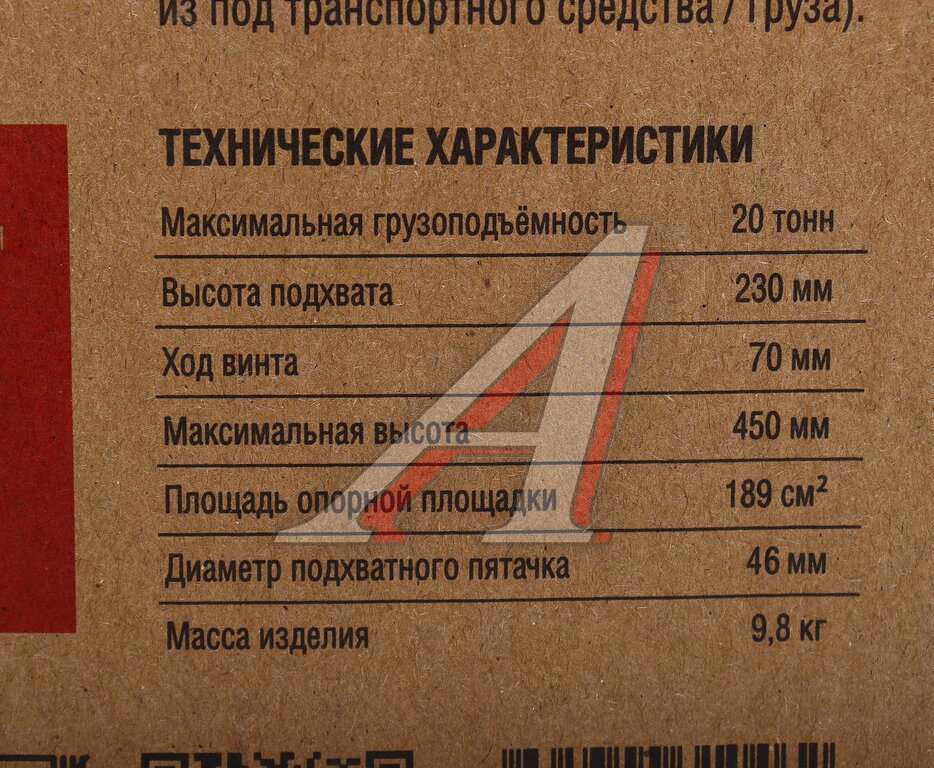 из под транспортного средства / груза).
ТЕХНИЧЕСКИЕ ХАРАКТЕРИСТИКИ
Максимальная грузоподъёмность 20 тонн
Высота подхвата 230 мм
Ход винта 70 мм
Максимальная высота 450 мм
Площадь опорной площадки 189 см²
Диаметр подхватного пятачка 46 мм
Масса изделия 9,8 кг